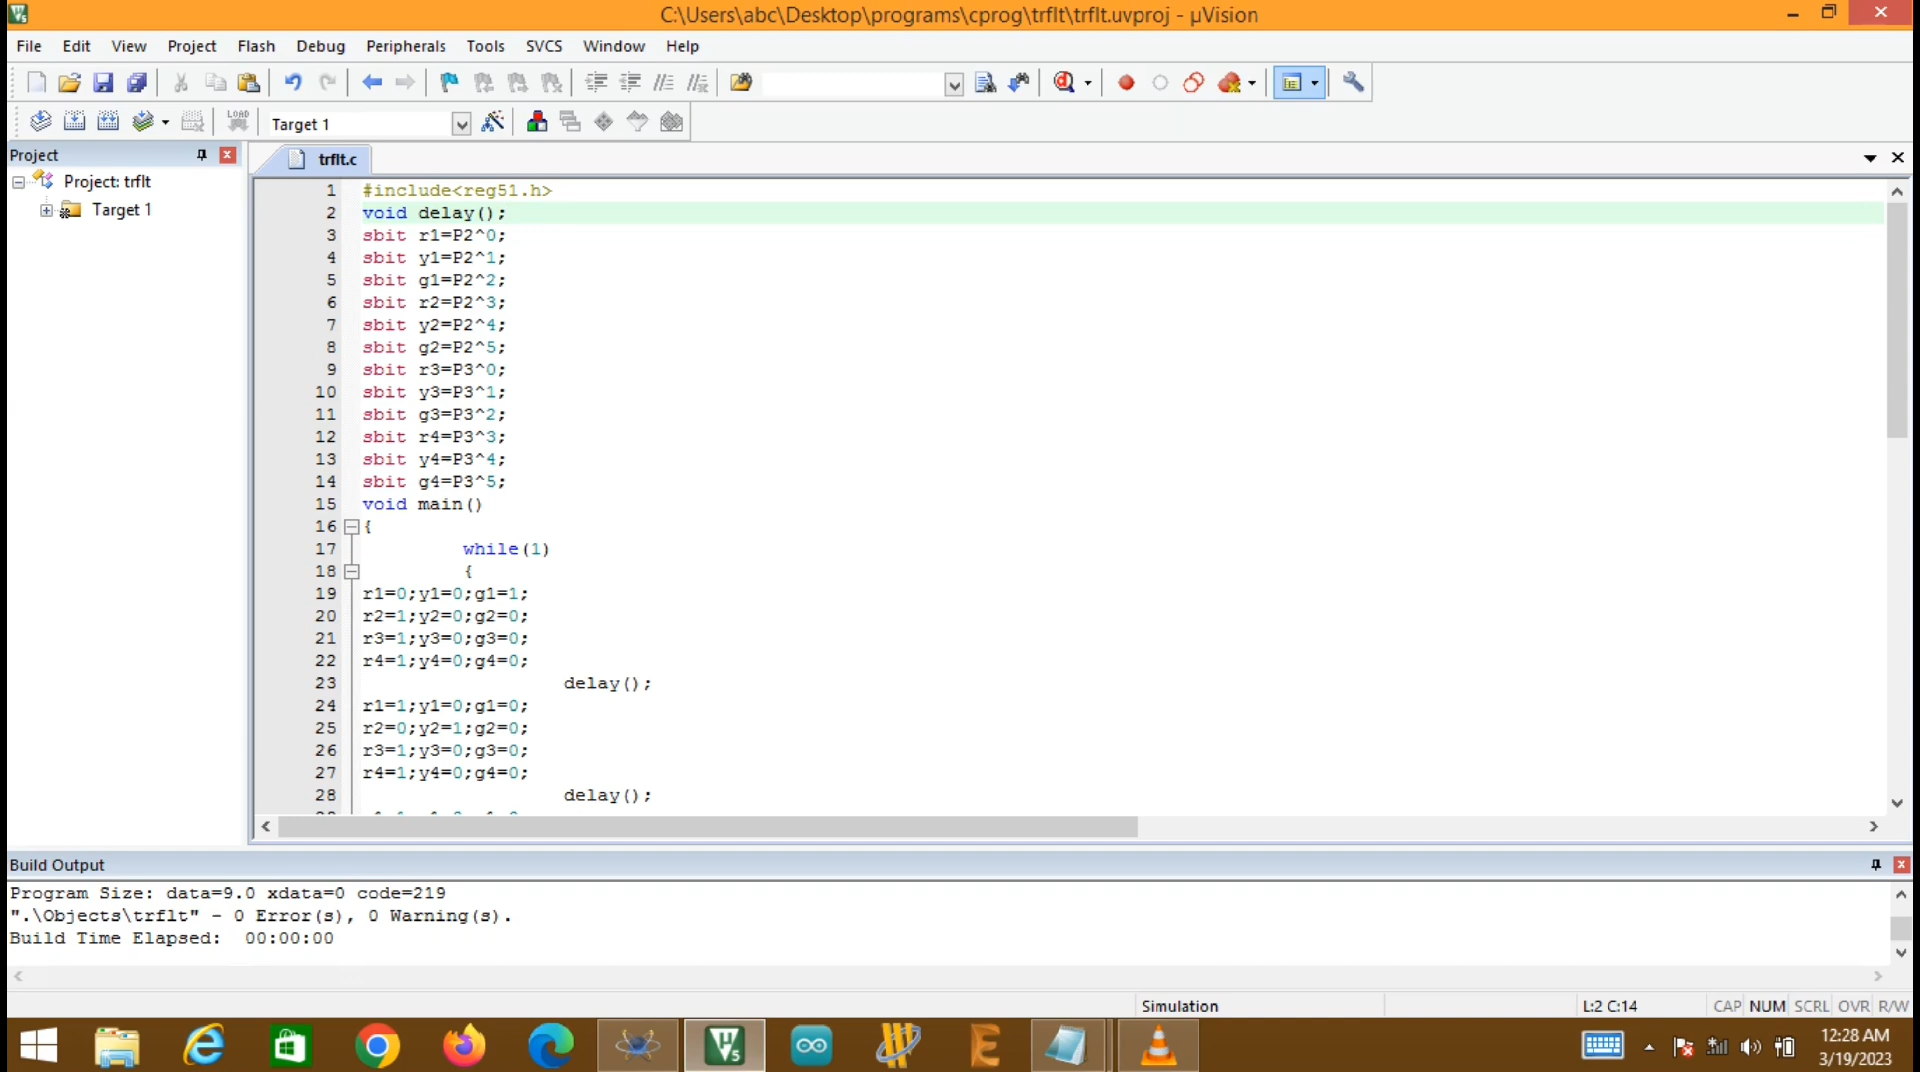 C:\Users\abc\Desktop\programs\cprog\trflt\trflt.uvproj - µVision
File Edit View Project Flash Debug Peripherals Tools SVCS Window Help
LOAD Target 1
Project
trflt.c
Project: trflt
Target 1
1 #include<reg51.h>
2 void delay();
3 sbit r1=P2^0;
4 sbit y1=P2^1;
5 sbit g1=P2^2;
6 sbit r2=P2^3;
7 sbit y2=P2^4;
8 sbit g2=P2^5;
9 sbit r3=P3^0;
10 sbit y3=P3^1;
11 sbit g3=P3^2;
12 sbit r4=P3^3;
13 sbit y4=P3^4;
14 sbit g4=P3^5;
15 void main()
16 {
17 while(1)
18 {
19 r1=0;y1=0;g1=1;
20 r2=1;y2=0;g2=0;
21 r3=1;y3=0;g3=0;
22 r4=1;y4=0;g4=0;
23 delay();
24 r1=1;y1=0;g1=0;
25 r2=0;y2=1;g2=0;
26 r3=1;y3=0;g3=0;
27 r4=1;y4=0;g4=0;
28 delay();
Build Output
Program Size: data=9.0 xdata=0 code=219
".\Objects\trflt" - 0 Error(s), 0 Warning(s).
Build Time Elapsed: 00:00:00
Simulation L:2 C:14 CAP NUM SCRL OVR R/W
12:28 AM
3/19/2023